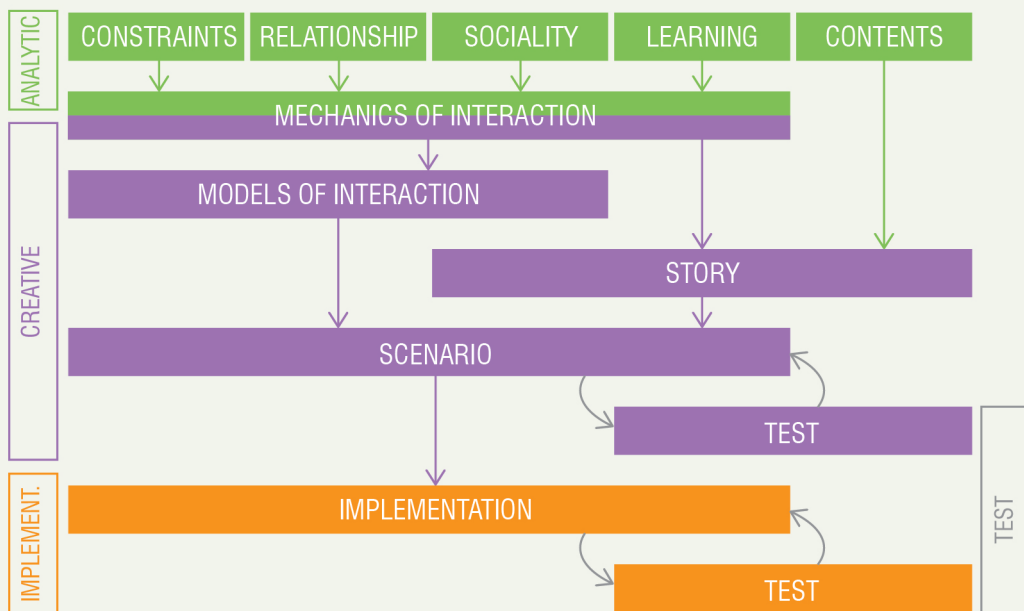 ANALYTIC
CONSTRAINTS
RELATIONSHIP
SOCIALITY
LEARNING
CONTENTS
MECHANICS OF INTERACTION
CREATIVE
MODELS OF INTERACTION
STORY
SCENARIO
TEST
TEST
IMPLEMENT.
IMPLEMENTATION
TEST